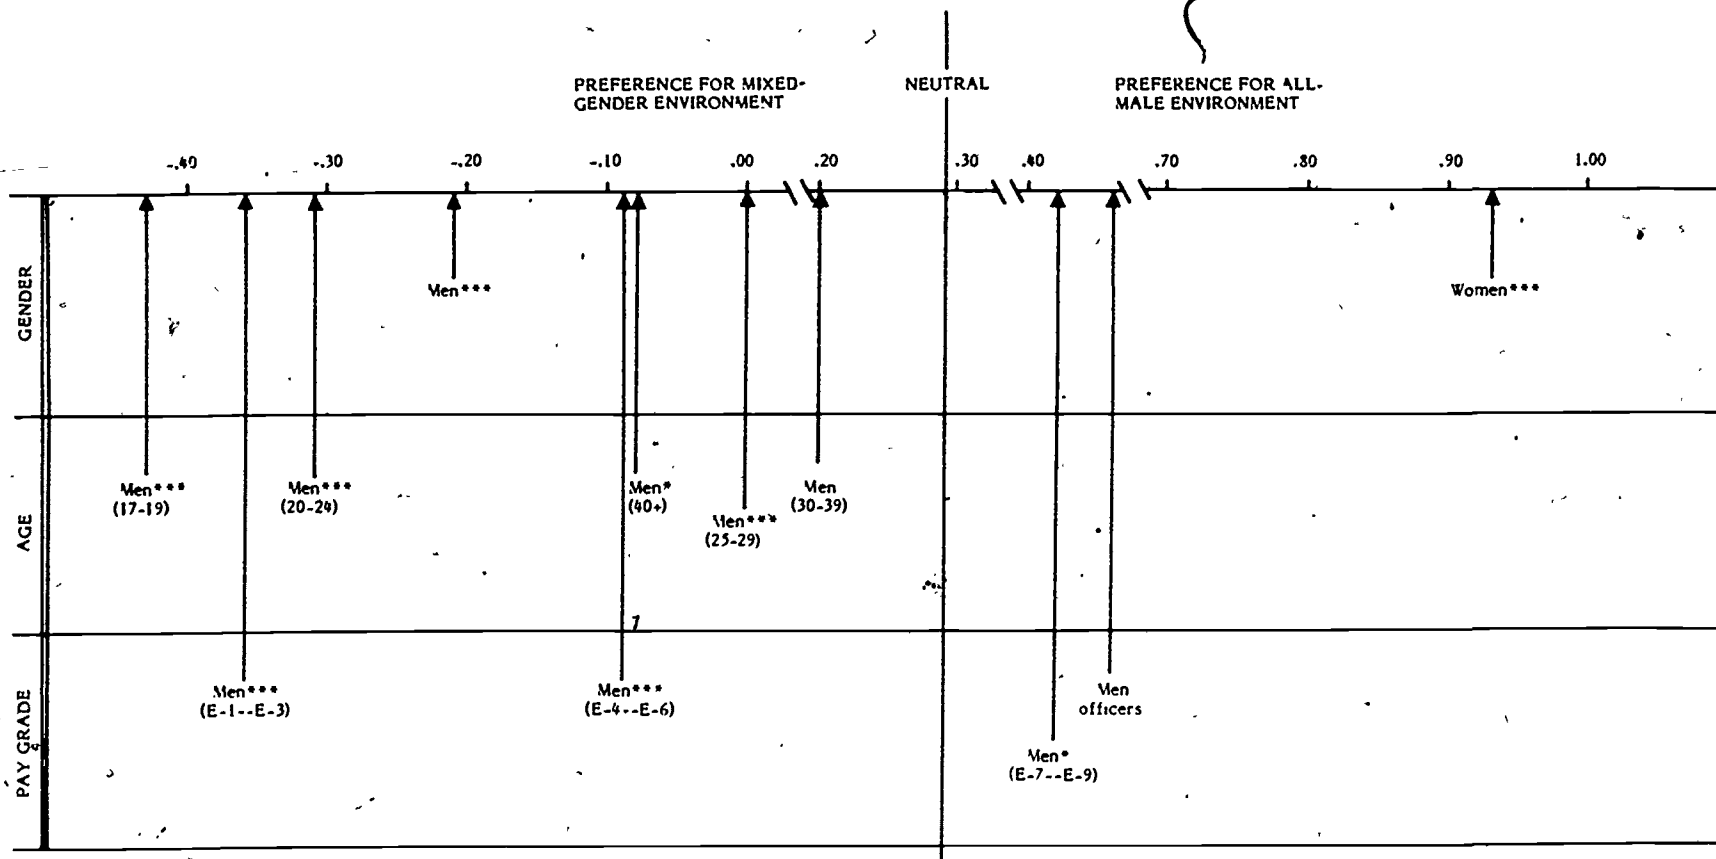 PREFERENCE FOR MIXED-
GENDER ENVIRONMENT
NEUTRAL
PREFERENCE FOR ALL-
MALE ENVIRONMENT
-.40 -.30 -.20 -.10 .00 .20 .30 .40 .70 .80 .90 1.00
GENDER
Men***
Women***
AGE
Men***
(17-19)
Men***
(20-24)
Men*
(40+)
Men***
(25-29)
Men
(30-39)
PAY GRADE
Men***
(E-1--E-3)
Men***
(E-4--E-6)
Men*
(E-7--E-9)
Men
officers